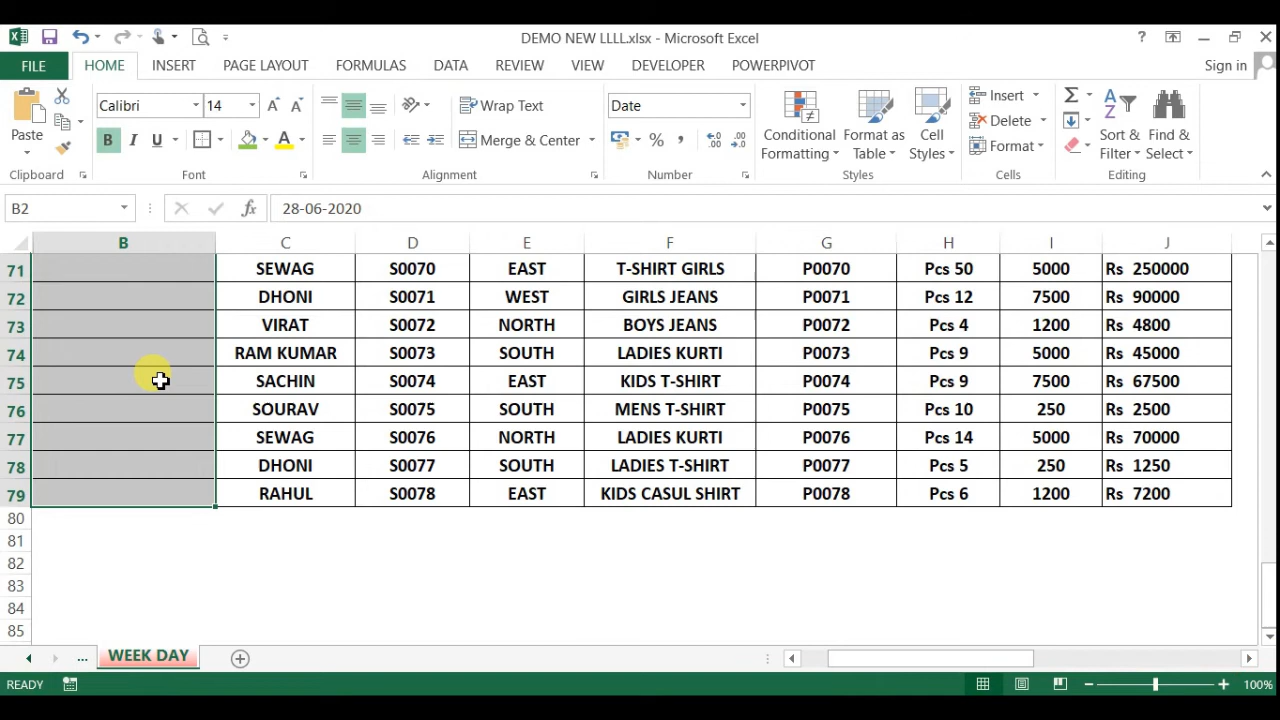 DEMO NEW LLLL.xlsx - Microsoft Excel
?
FILE HOME INSERT PAGE LAYOUT FORMULAS DATA REVIEW VIEW DEVELOPER POWERPIVOT Sign in
Paste
Calibri 14
B I U A
Wrap Text
Merge & Center
Date
% ,
Conditional Formatting
Format as Table
Cell Styles
Insert
Delete
Format
Sort & Filter
Find & Select
Clipboard Font Alignment Number Styles Cells Editing
B2 fx 28-06-2020
B C D E F G H I J
71 SEWAG S0070 EAST T-SHIRT GIRLS P0070 Pcs 50 5000 Rs 250000
72 DHONI S0071 WEST GIRLS JEANS P0071 Pcs 12 7500 Rs 90000
73 VIRAT S0072 NORTH BOYS JEANS P0072 Pcs 4 1200 Rs 4800
74 RAM KUMAR S0073 SOUTH LADIES KURTI P0073 Pcs 9 5000 Rs 45000
75 SACHIN S0074 EAST KIDS T-SHIRT P0074 Pcs 9 7500 Rs 67500
76 SOURAV S0075 SOUTH MENS T-SHIRT P0075 Pcs 10 250 Rs 2500
77 SEWAG S0076 NORTH LADIES KURTI P0076 Pcs 14 5000 Rs 70000
78 DHONI S0077 SOUTH LADIES T-SHIRT P0077 Pcs 5 250 Rs 1250
79 RAHUL S0078 EAST KIDS CASUL SHIRT P0078 Pcs 6 1200 Rs 7200
80
81
82
83
84
85
... WEEK DAY
READY 100%